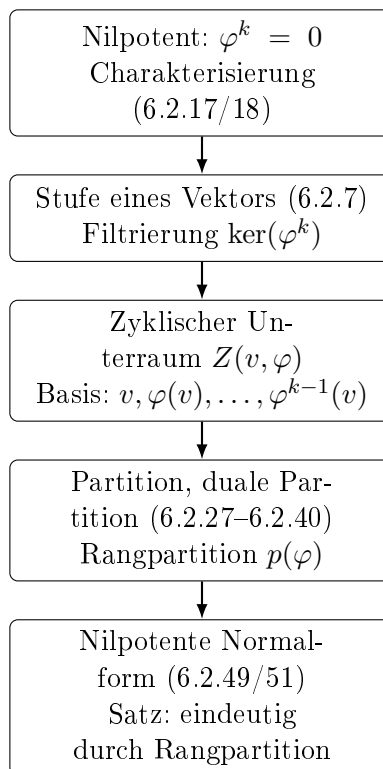 Nilpotent: φ^k = 0
Charakterisierung
(6.2.17/18)
Stufe eines Vektors (6.2.7)
Filtrierung ker(φ^k)
Zyklischer Un-
terraum Z(v, φ)
Basis: v, φ(v), . . . , φ^{k−1}(v)
Partition, duale Par-
tition (6.2.27–6.2.40)
Rangpartition p(φ)
Nilpotente Normal-
form (6.2.49/51)
Satz: eindeutig
durch Rangpartition